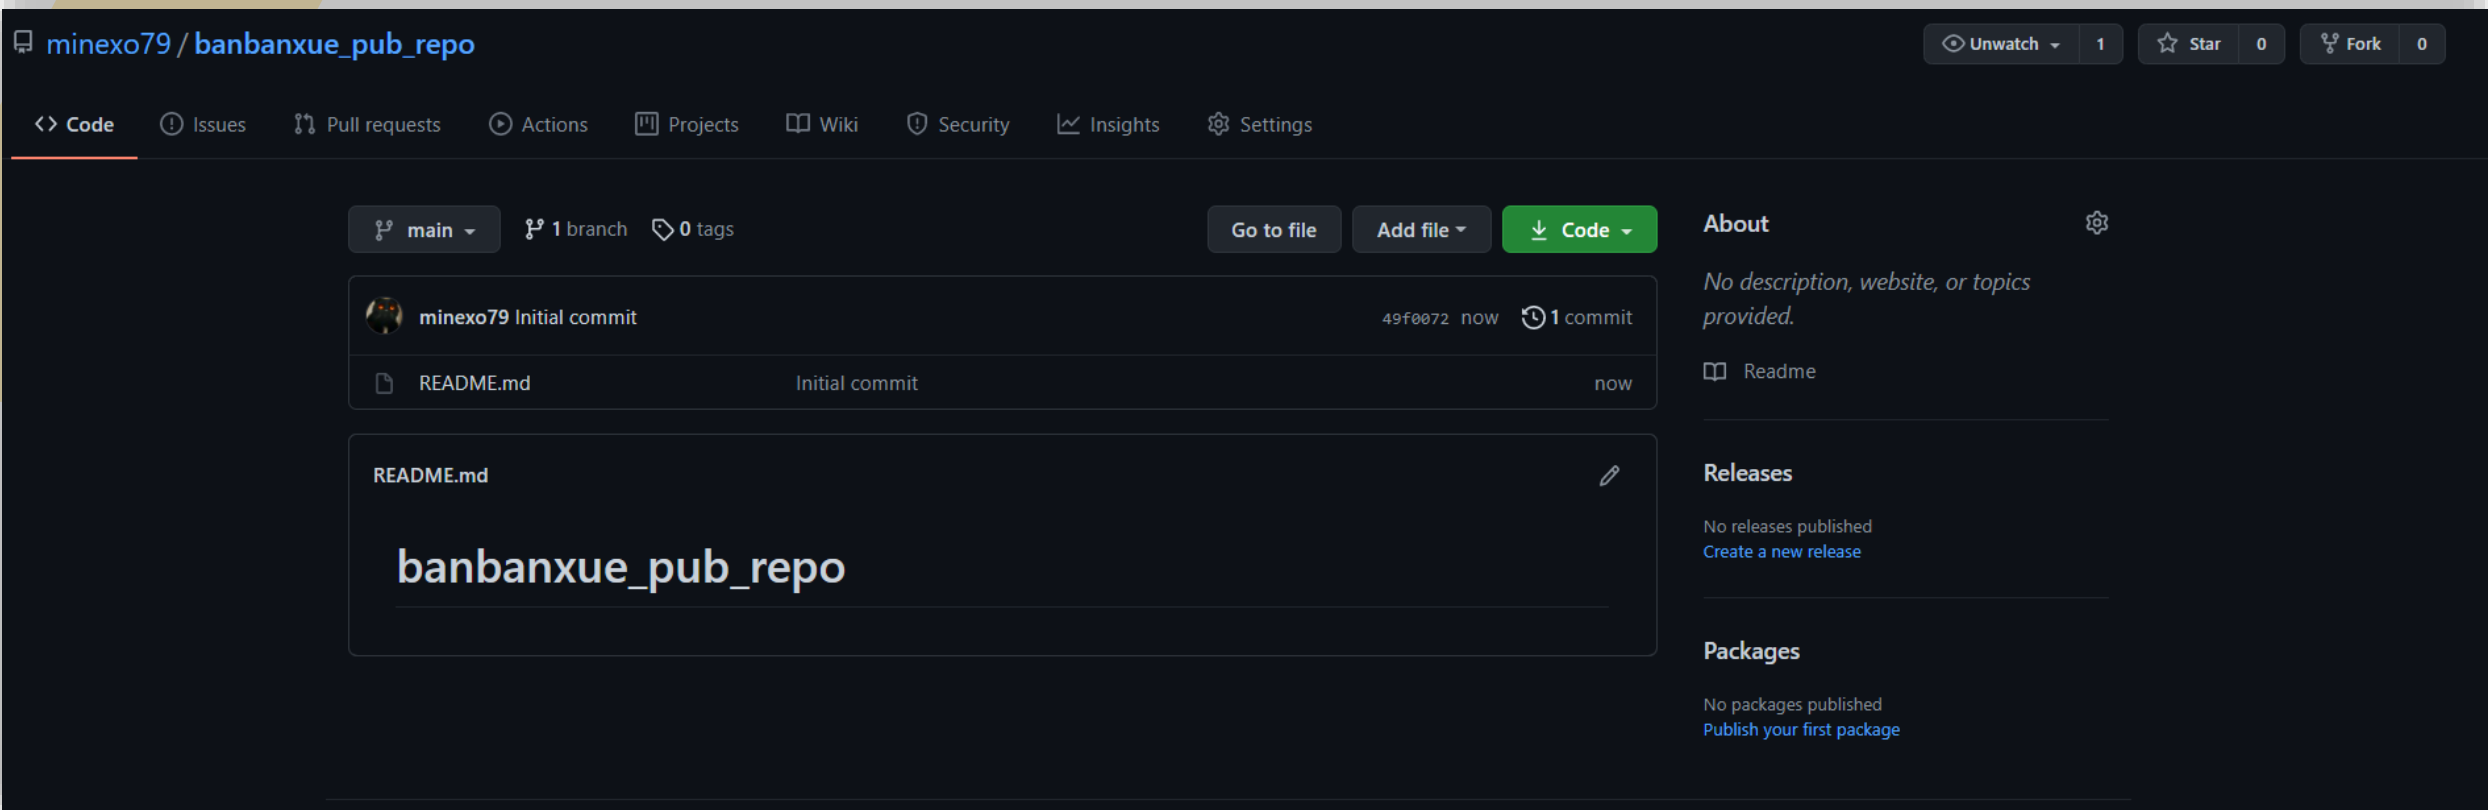 minexo79 / banbanxue_pub_repo
Unwatch 1 Star 0 Fork 0
Code Issues Pull requests Actions Projects Wiki Security Insights Settings
main 1 branch 0 tags Go to file Add file Code
minexo79 Initial commit 49f0072 now 1 commit
README.md Initial commit now
README.md
banbanxue_pub_repo
About
No description, website, or topics
provided.
Readme
Releases
No releases published
Create a new release
Packages
No packages published
Publish your first package